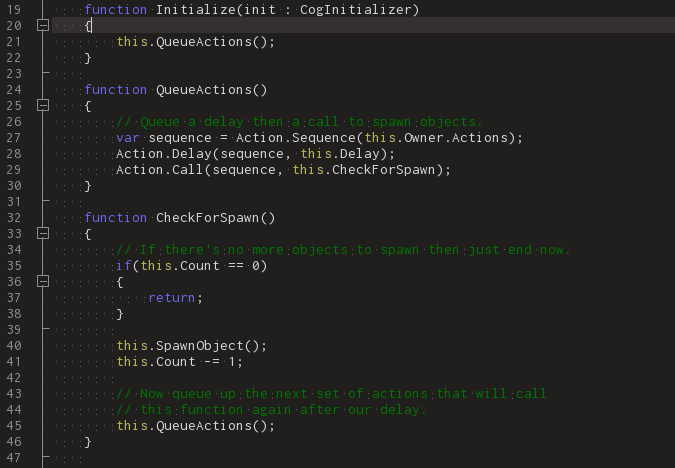 19 function Initialize(init : CogInitializer)
20 {
21 this.QueueActions();
22 }
23
24 function QueueActions()
25 {
26 // Queue a delay then a call to spawn objects.
27 var sequence = Action.Sequence(this.Owner.Actions);
28 Action.Delay(sequence, this.Delay);
29 Action.Call(sequence, this.CheckForSpawn);
30 }
31
32 function CheckForSpawn()
33 {
34 // If there's no more objects to spawn then just end now.
35 if(this.Count == 0)
36 {
37 return;
38 }
39
40 this.SpawnObject();
41 this.Count -= 1;
42
43 // Now queue up the next set of actions that will call
44 // this function again after our delay.
45 this.QueueActions();
46 }
47